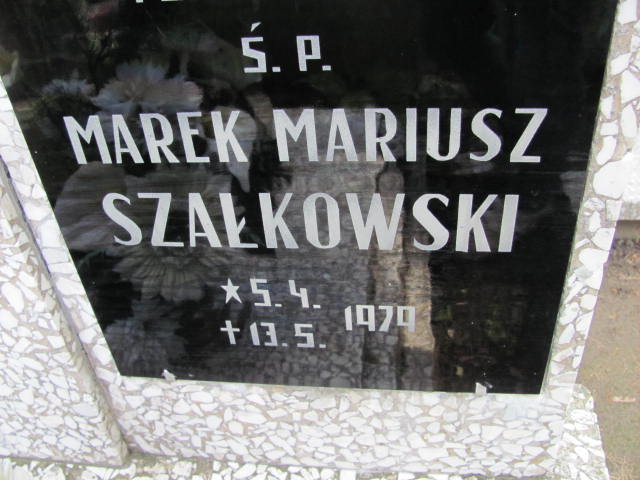 Ś. P.
MAREK MARIUSZ
SZAŁKOWSKI
★ 5. 4.
✝ 13. 5. 1979